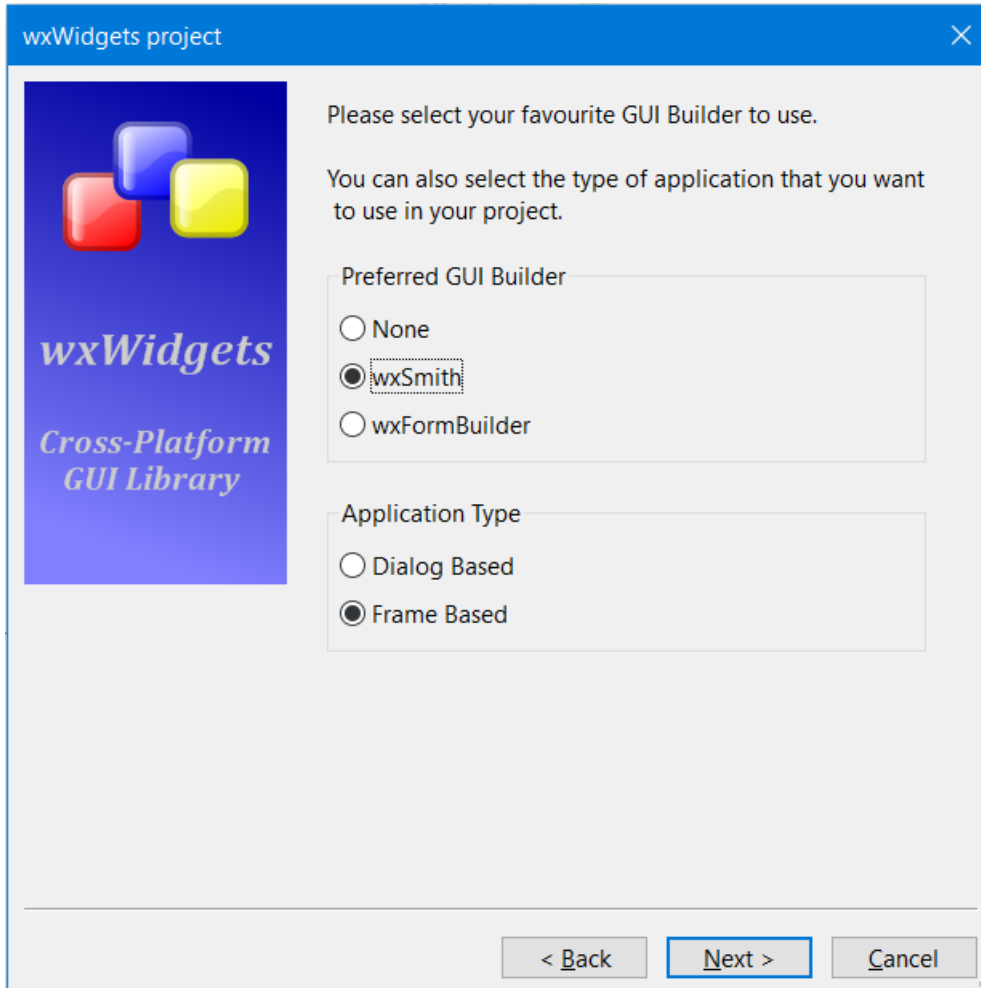 wxWidgets project
wxWidgets
Cross-Platform
GUI Library
Please select your favourite GUI Builder to use.
You can also select the type of application that you want
to use in your project.
Preferred GUI Builder
None
wxSmith
wxFormBuilder
Application Type
Dialog Based
Frame Based
< Back
Next >
Cancel